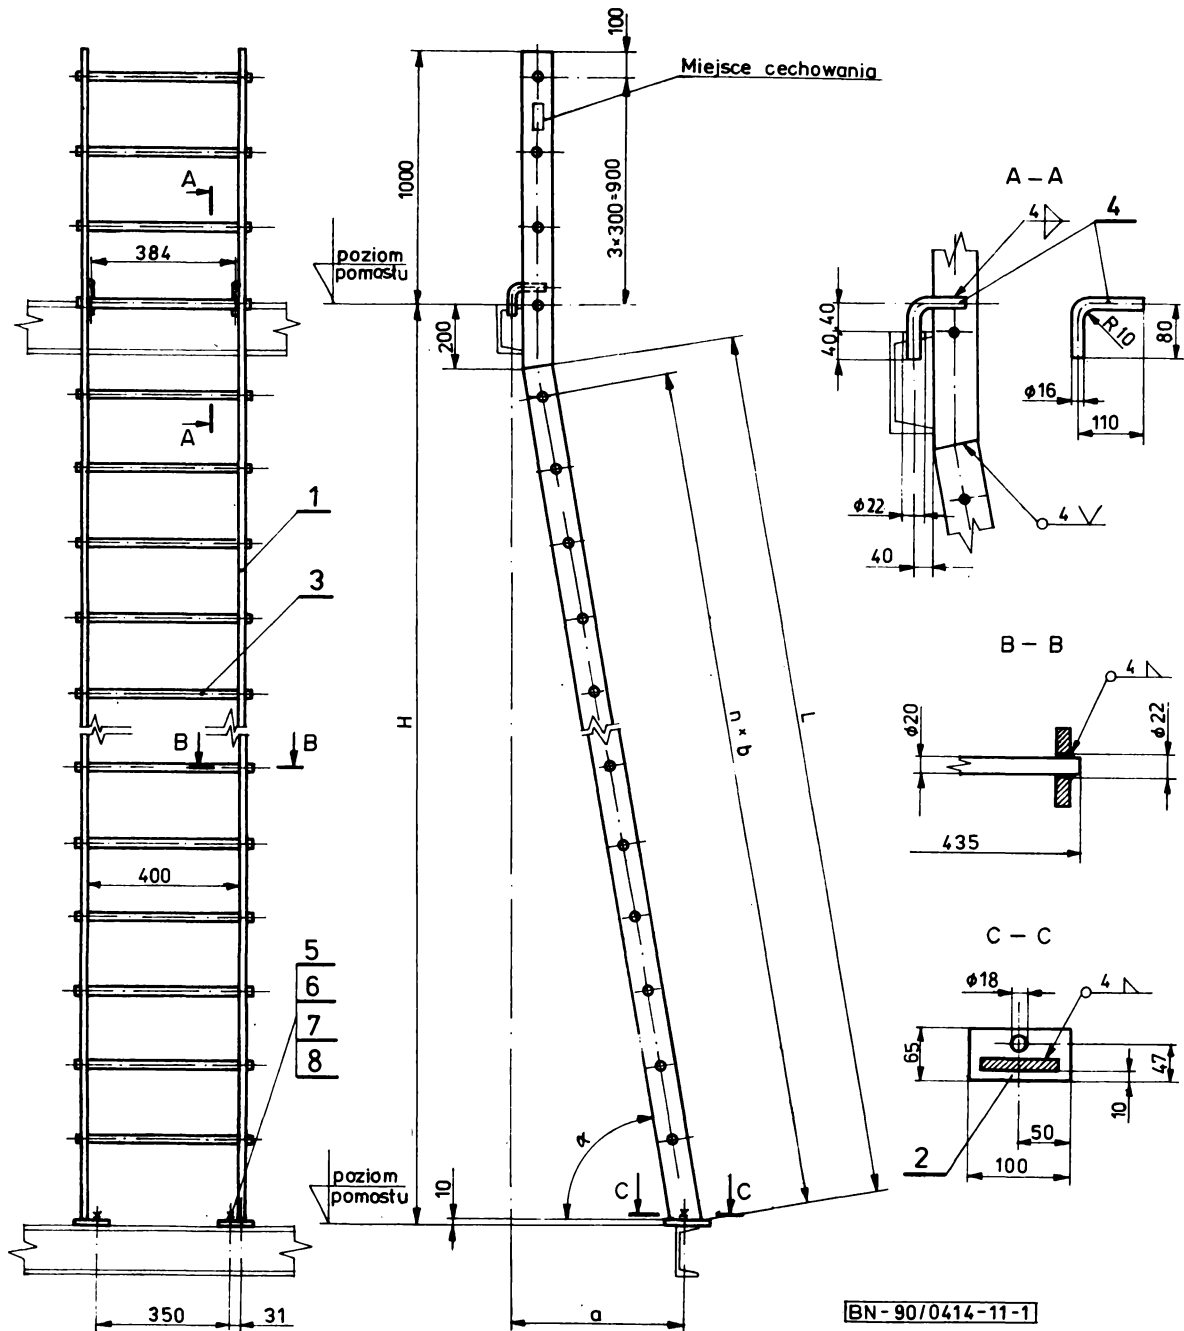 100
Miejsce cechowania
1000
3×300=900
A
384
poziom
pomostu
200
A
1
3
H
n × b
L
B
B
400
5
6
7
8
α
poziom
pomostu
10
C
C
350
31
a
A – A
4
4
40
40
R10
80
ϕ16
110
ϕ22
4
40
B – B
4
ϕ20
ϕ22
435
C – C
ϕ18
4
65
47
10
50
2
100
BN-90/0414-11-1